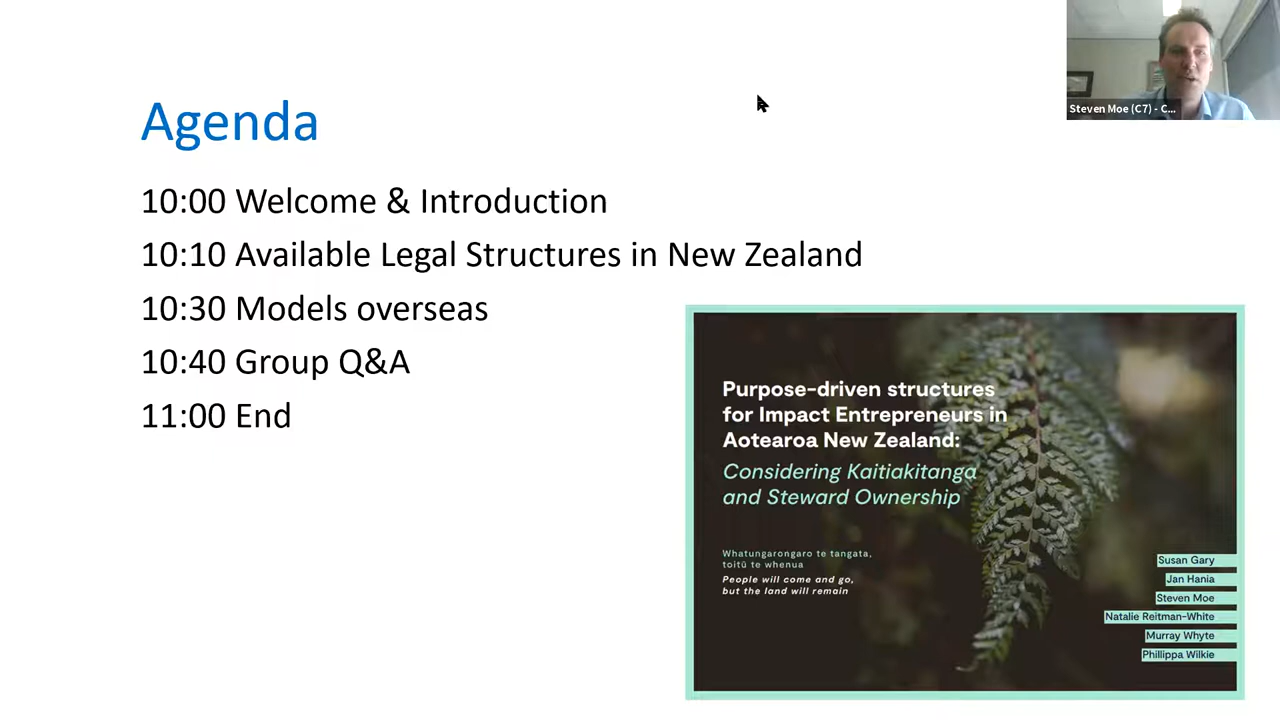 Agenda
10:00 Welcome & Introduction
10:10 Available Legal Structures in New Zealand
10:30 Models overseas
10:40 Group Q&A
11:00 End
Steven Moe (C7) - C...
Purpose-driven structures
for Impact Entrepreneurs in
Aotearoa New Zealand:
Considering Kaitiakitanga
and Steward Ownership
Whatungarongaro te tangata,
toitū te whenua
People will come and go,
but the land will remain
Susan Gary
Jan Hania
Steven Moe
Natalie Reitman-White
Murray Whyte
Phillippa Wilkie